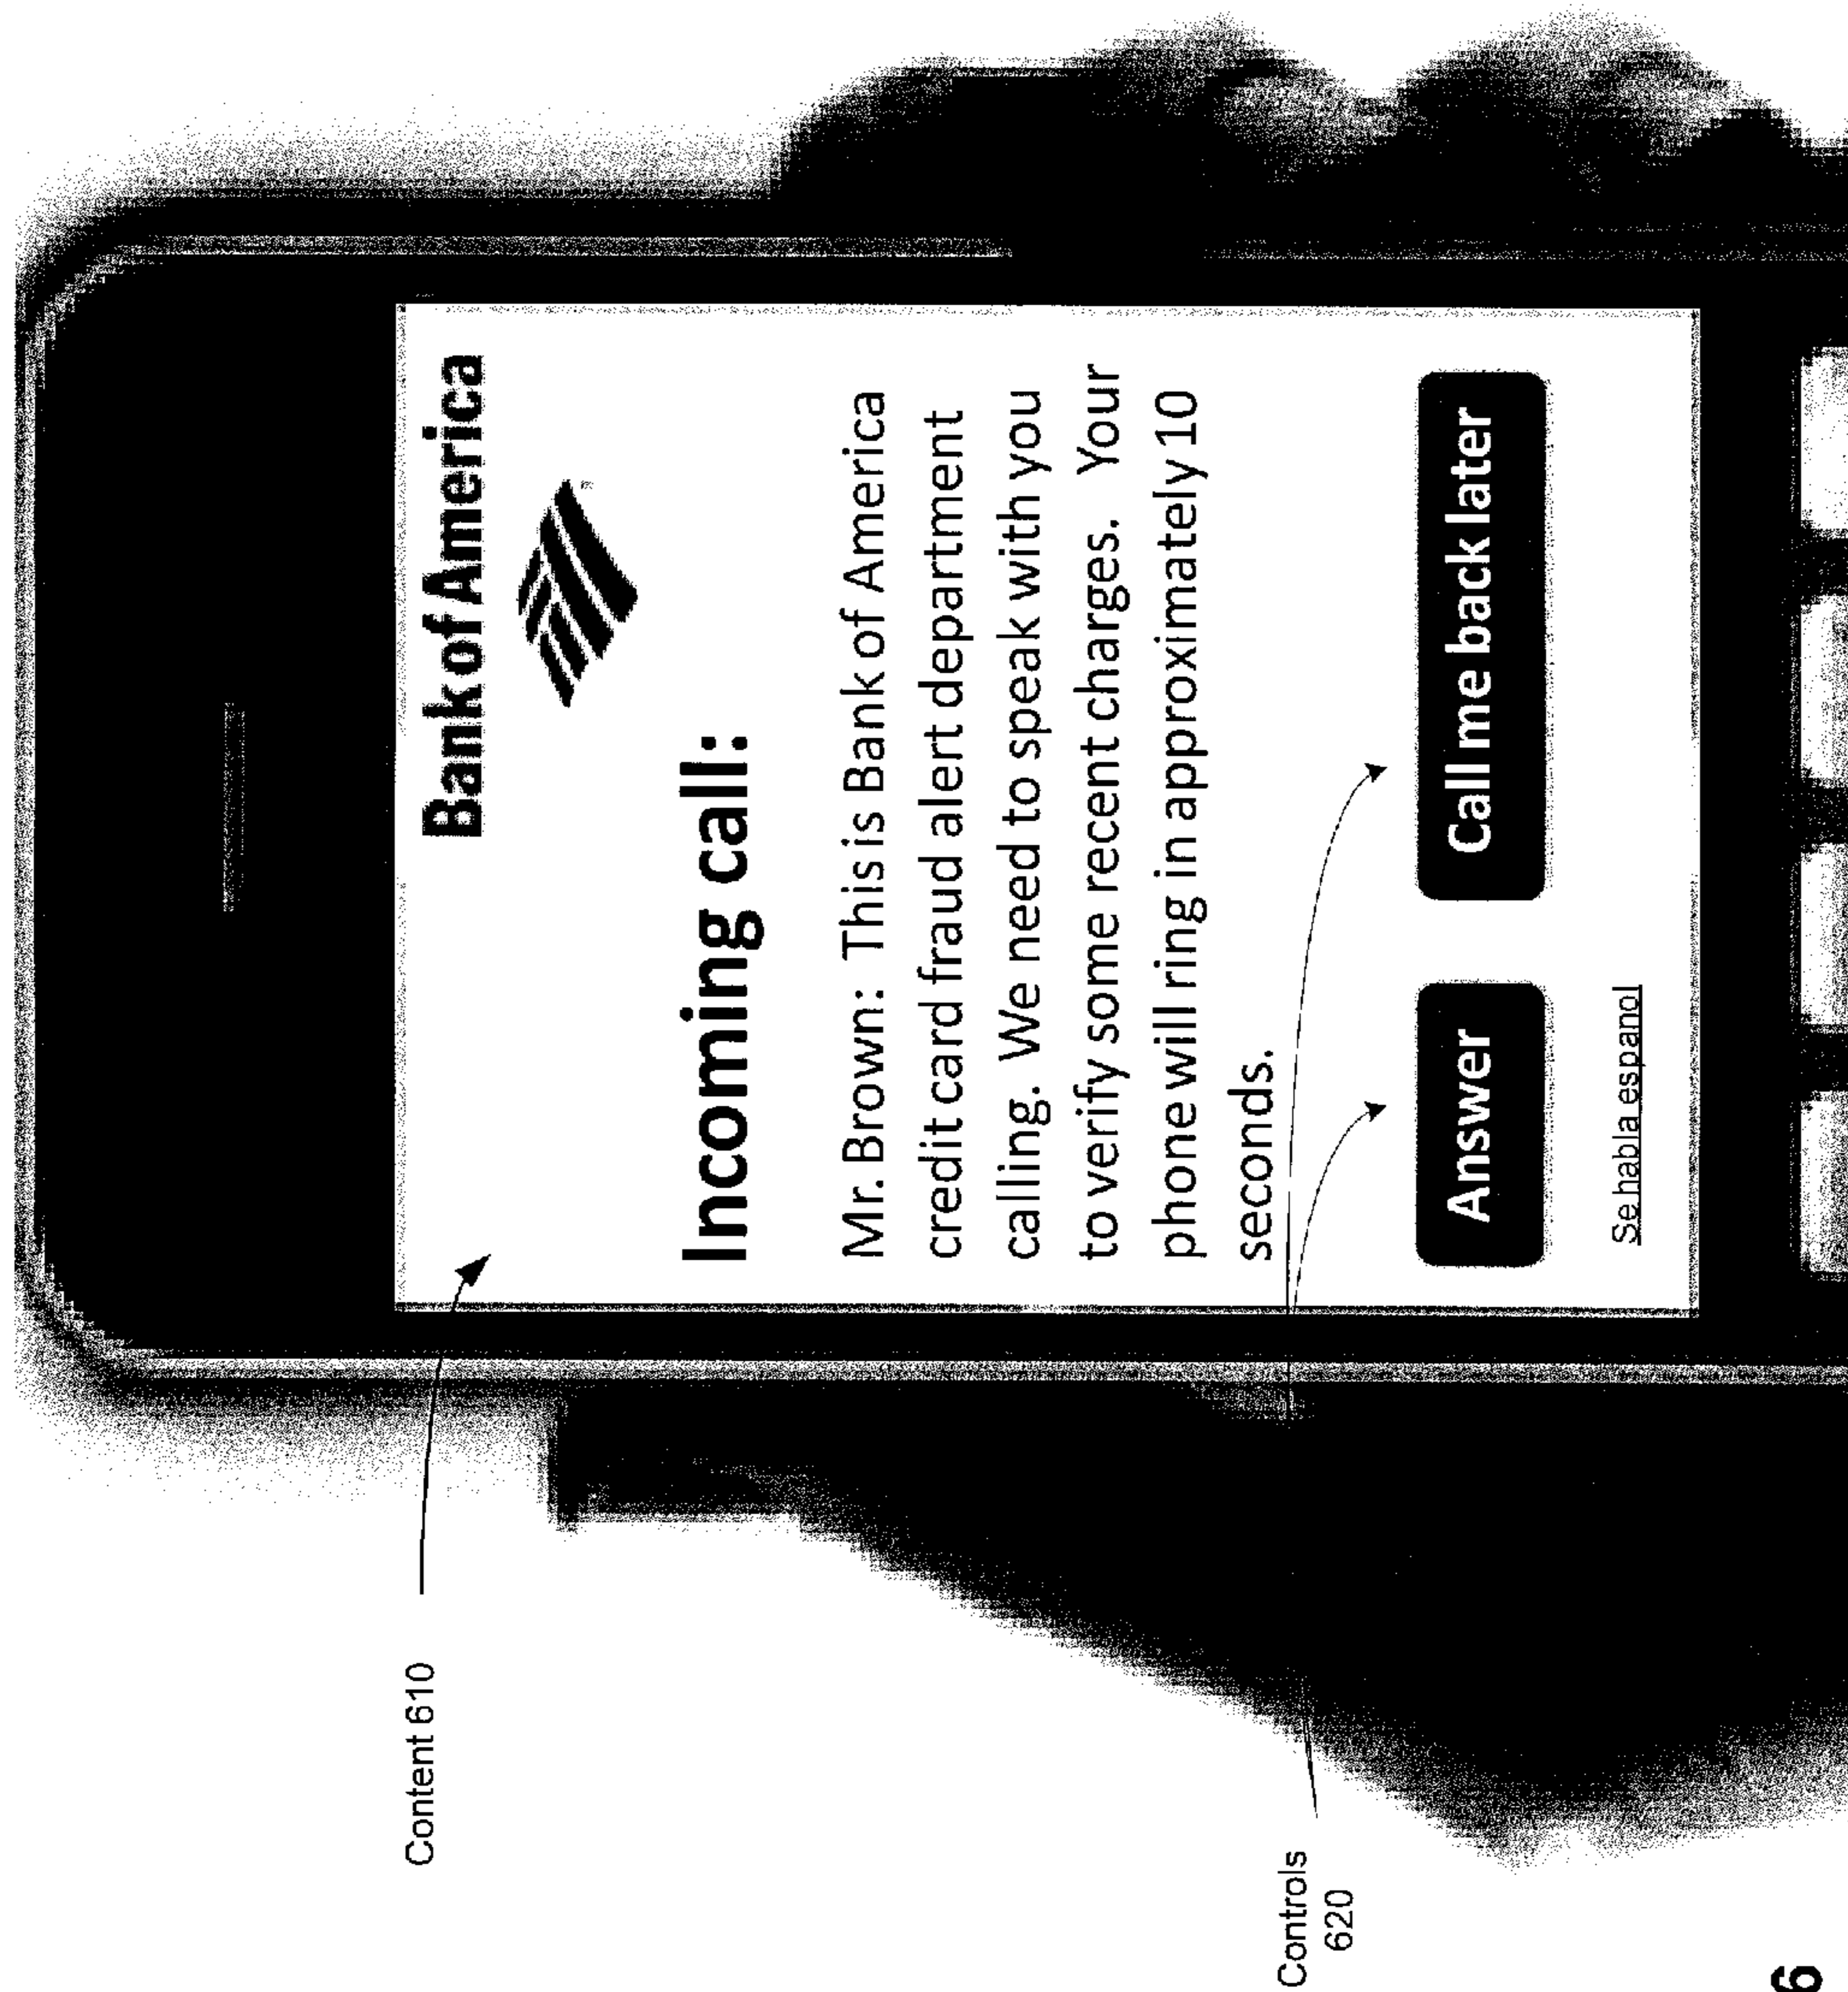 Bank of America
Incoming call:
Mr. Brown: This is Bank of America
credit card fraud alert department
calling. We need to speak with you
to verify some recent charges. Your
phone will ring in approximately 10
seconds.
Answer
Call me back later
Se habla espanol
Content 610
Controls
620
6